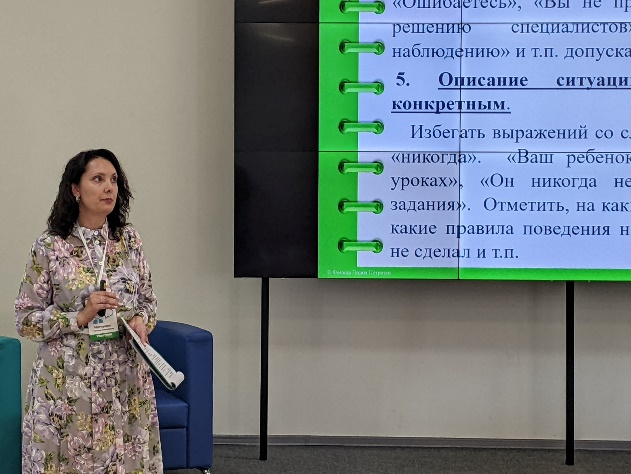 «Ошибаетесь», «Вы не пр
решению специалистов»
наблюдению» и т.п. допуска
5. Описание ситуаци
конкретным.
Избегать выражений со сл
«никогда». «Ваш ребенок
уроках», «Он никогда не
задания». Отметить, на как
какие правила поведения н
не сделал и т.п.